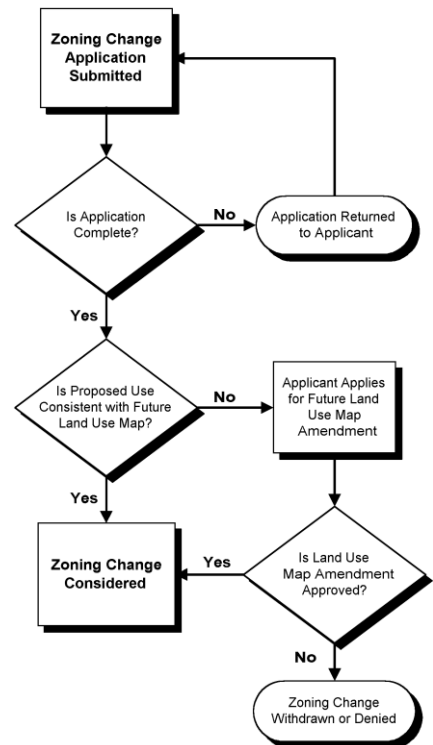 Zoning Change
Application
Submitted
Is Application
Complete?
No
Application Returned
to Applicant
Yes
Is Proposed Use
Consistent with Future
Land Use Map?
No
Applicant Applies
for Future Land
Use Map
Amendment
Yes
Zoning Change
Considered
Yes
Is Land Use
Map Amendment
Approved?
No
Zoning Change
Withdrawn or Denied